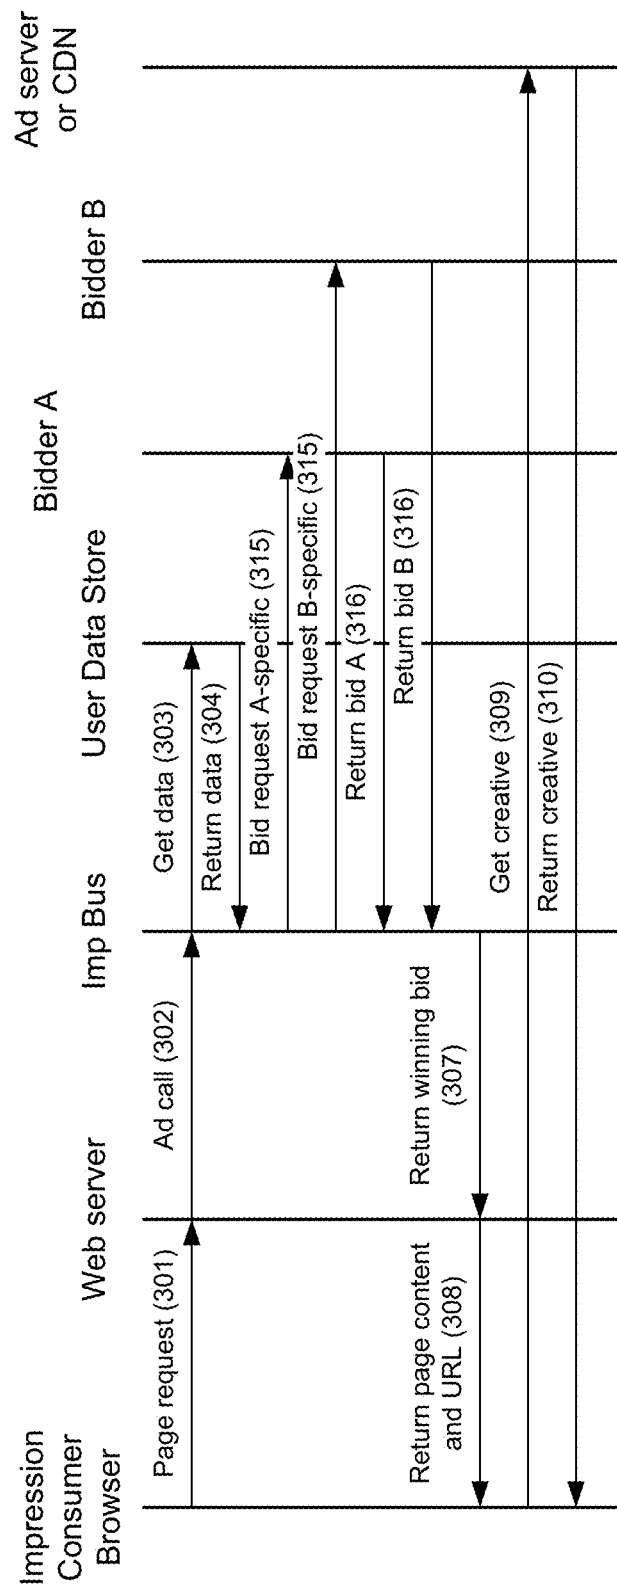 Impression
Consumer
Browser
Web server
Imp Bus
User Data Store
Bidder A
Bidder B
Ad server
or CDN
Page request (301)
Ad call (302)
Get data (303)
Return data (304)
Bid request A-specific (315)
Bid request B-specific (315)
Return bid A (316)
Return bid B (316)
Return winning bid
(307)
Return page content
and URL (308)
Get creative (309)
Return creative (310)